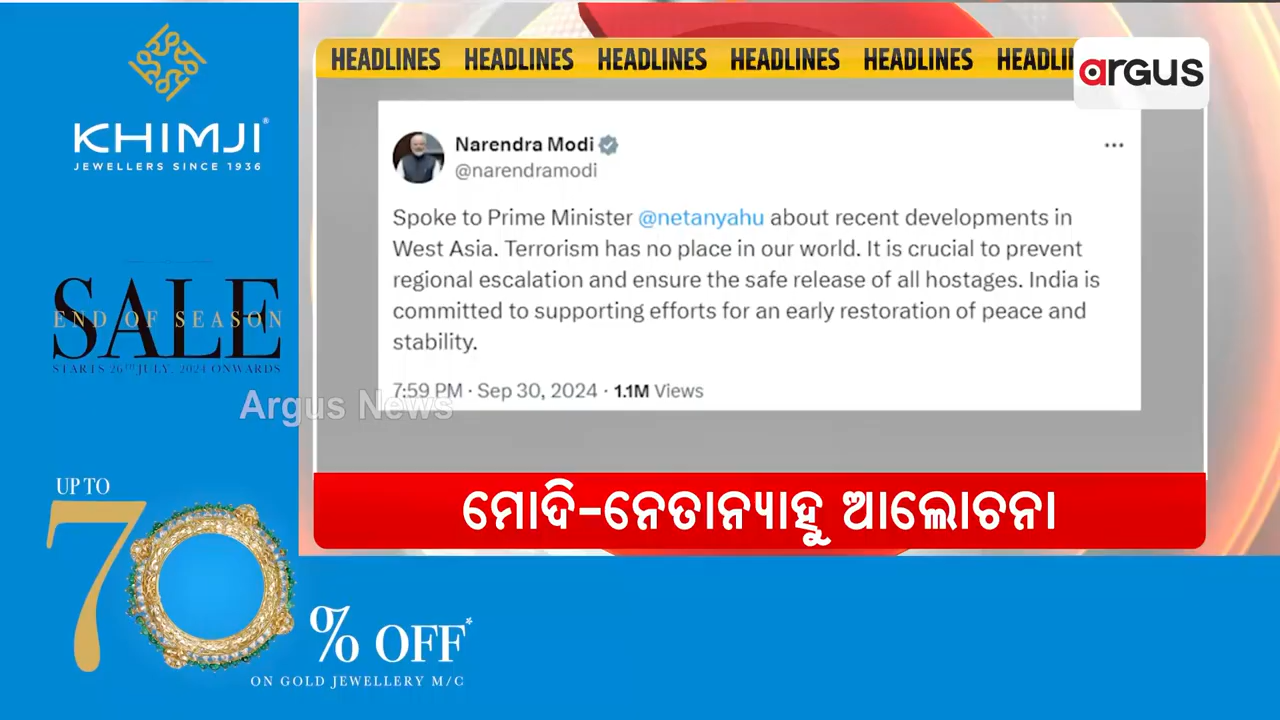 KHIMJI
JEWELLERS SINCE 1936
SALE
END OF SEASON
STARTS 26TH JULY, 2024 ONWARDS
UP TO
70
% OFF*
ON GOLD JEWELLERY M/C
HEADLINES HEADLINES HEADLINES HEADLINES HEADLINES HEADLI
argus
Narendra Modi
@narendramodi
Spoke to Prime Minister @netanyahu about recent developments in
West Asia. Terrorism has no place in our world. It is crucial to prevent
regional escalation and ensure the safe release of all hostages. India is
committed to supporting efforts for an early restoration of peace and
stability.
7:59 PM · Sep 30, 2024 · 1.1M Views
Argus News
ମୋଦି-ନେତାନ୍ୟାହୁ ଆଲୋଚନା